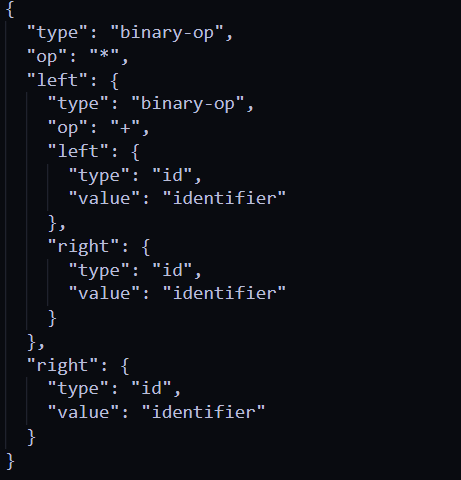 {
  "type": "binary-op",
  "op": "*",
  "left": {
    "type": "binary-op",
    "op": "+",
    "left": {
      "type": "id",
      "value": "identifier"
    },
    "right": {
      "type": "id",
      "value": "identifier"
    }
  },
  "right": {
    "type": "id",
    "value": "identifier"
  }
}